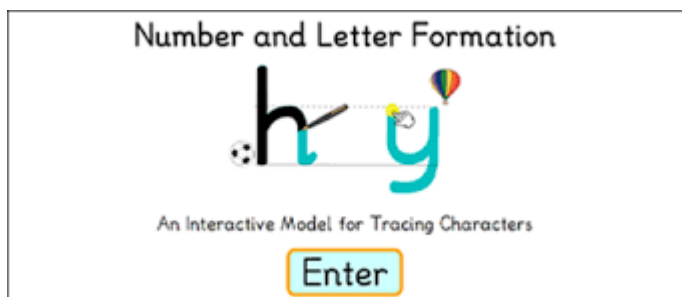 Number and Letter Formation
h y
An Interactive Model for Tracing Characters
Enter